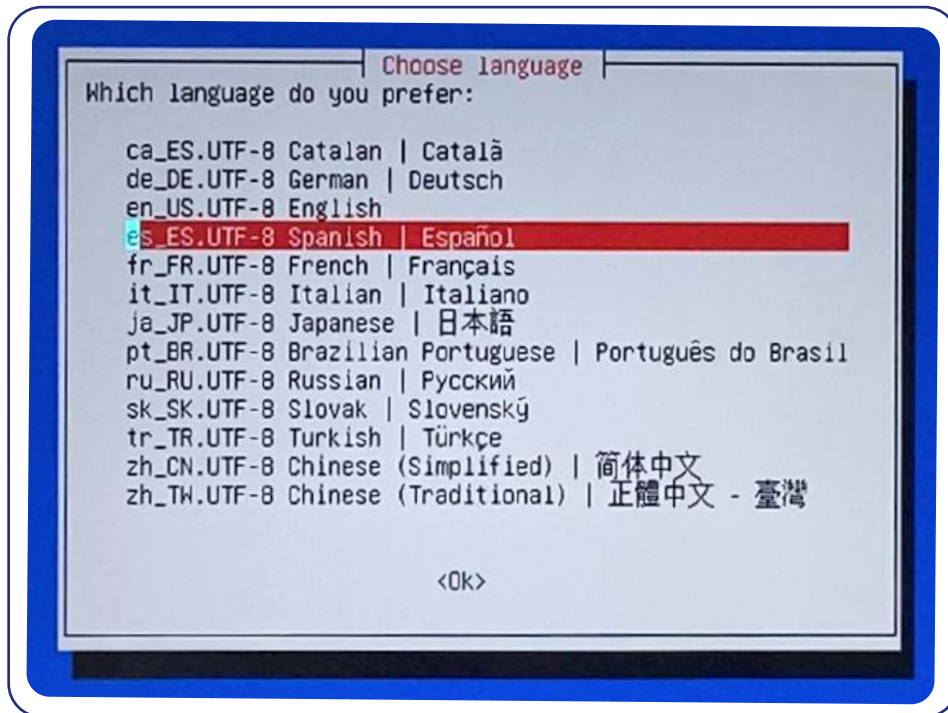 Choose language
Which language do you prefer:
ca_ES.UTF-8 Catalan | Català
de_DE.UTF-8 German | Deutsch
en_US.UTF-8 English
es_ES.UTF-8 Spanish | Español
fr_FR.UTF-8 French | Français
it_IT.UTF-8 Italian | Italiano
ja_JP.UTF-8 Japanese | 日本語
pt_BR.UTF-8 Brazilian Portuguese | Português do Brasil
ru_RU.UTF-8 Russian | Русский
sk_SK.UTF-8 Slovak | Slovenský
tr_TR.UTF-8 Turkish | Türkçe
zh_CN.UTF-8 Chinese (Simplified) | 简体中文
zh_TW.UTF-8 Chinese (Traditional) | 正體中文 - 臺灣
<Ok>